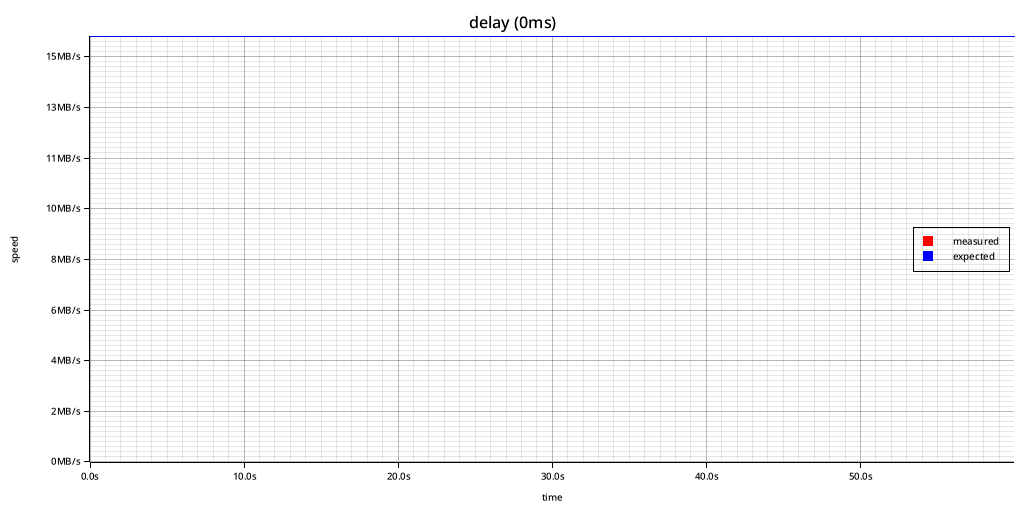 delay (0ms)
15MB/s
13MB/s
11MB/s
10MB/s
8MB/s
6MB/s
4MB/s
2MB/s
0MB/s
speed
measured
expected
0.0s
10.0s
20.0s
30.0s
40.0s
50.0s
time